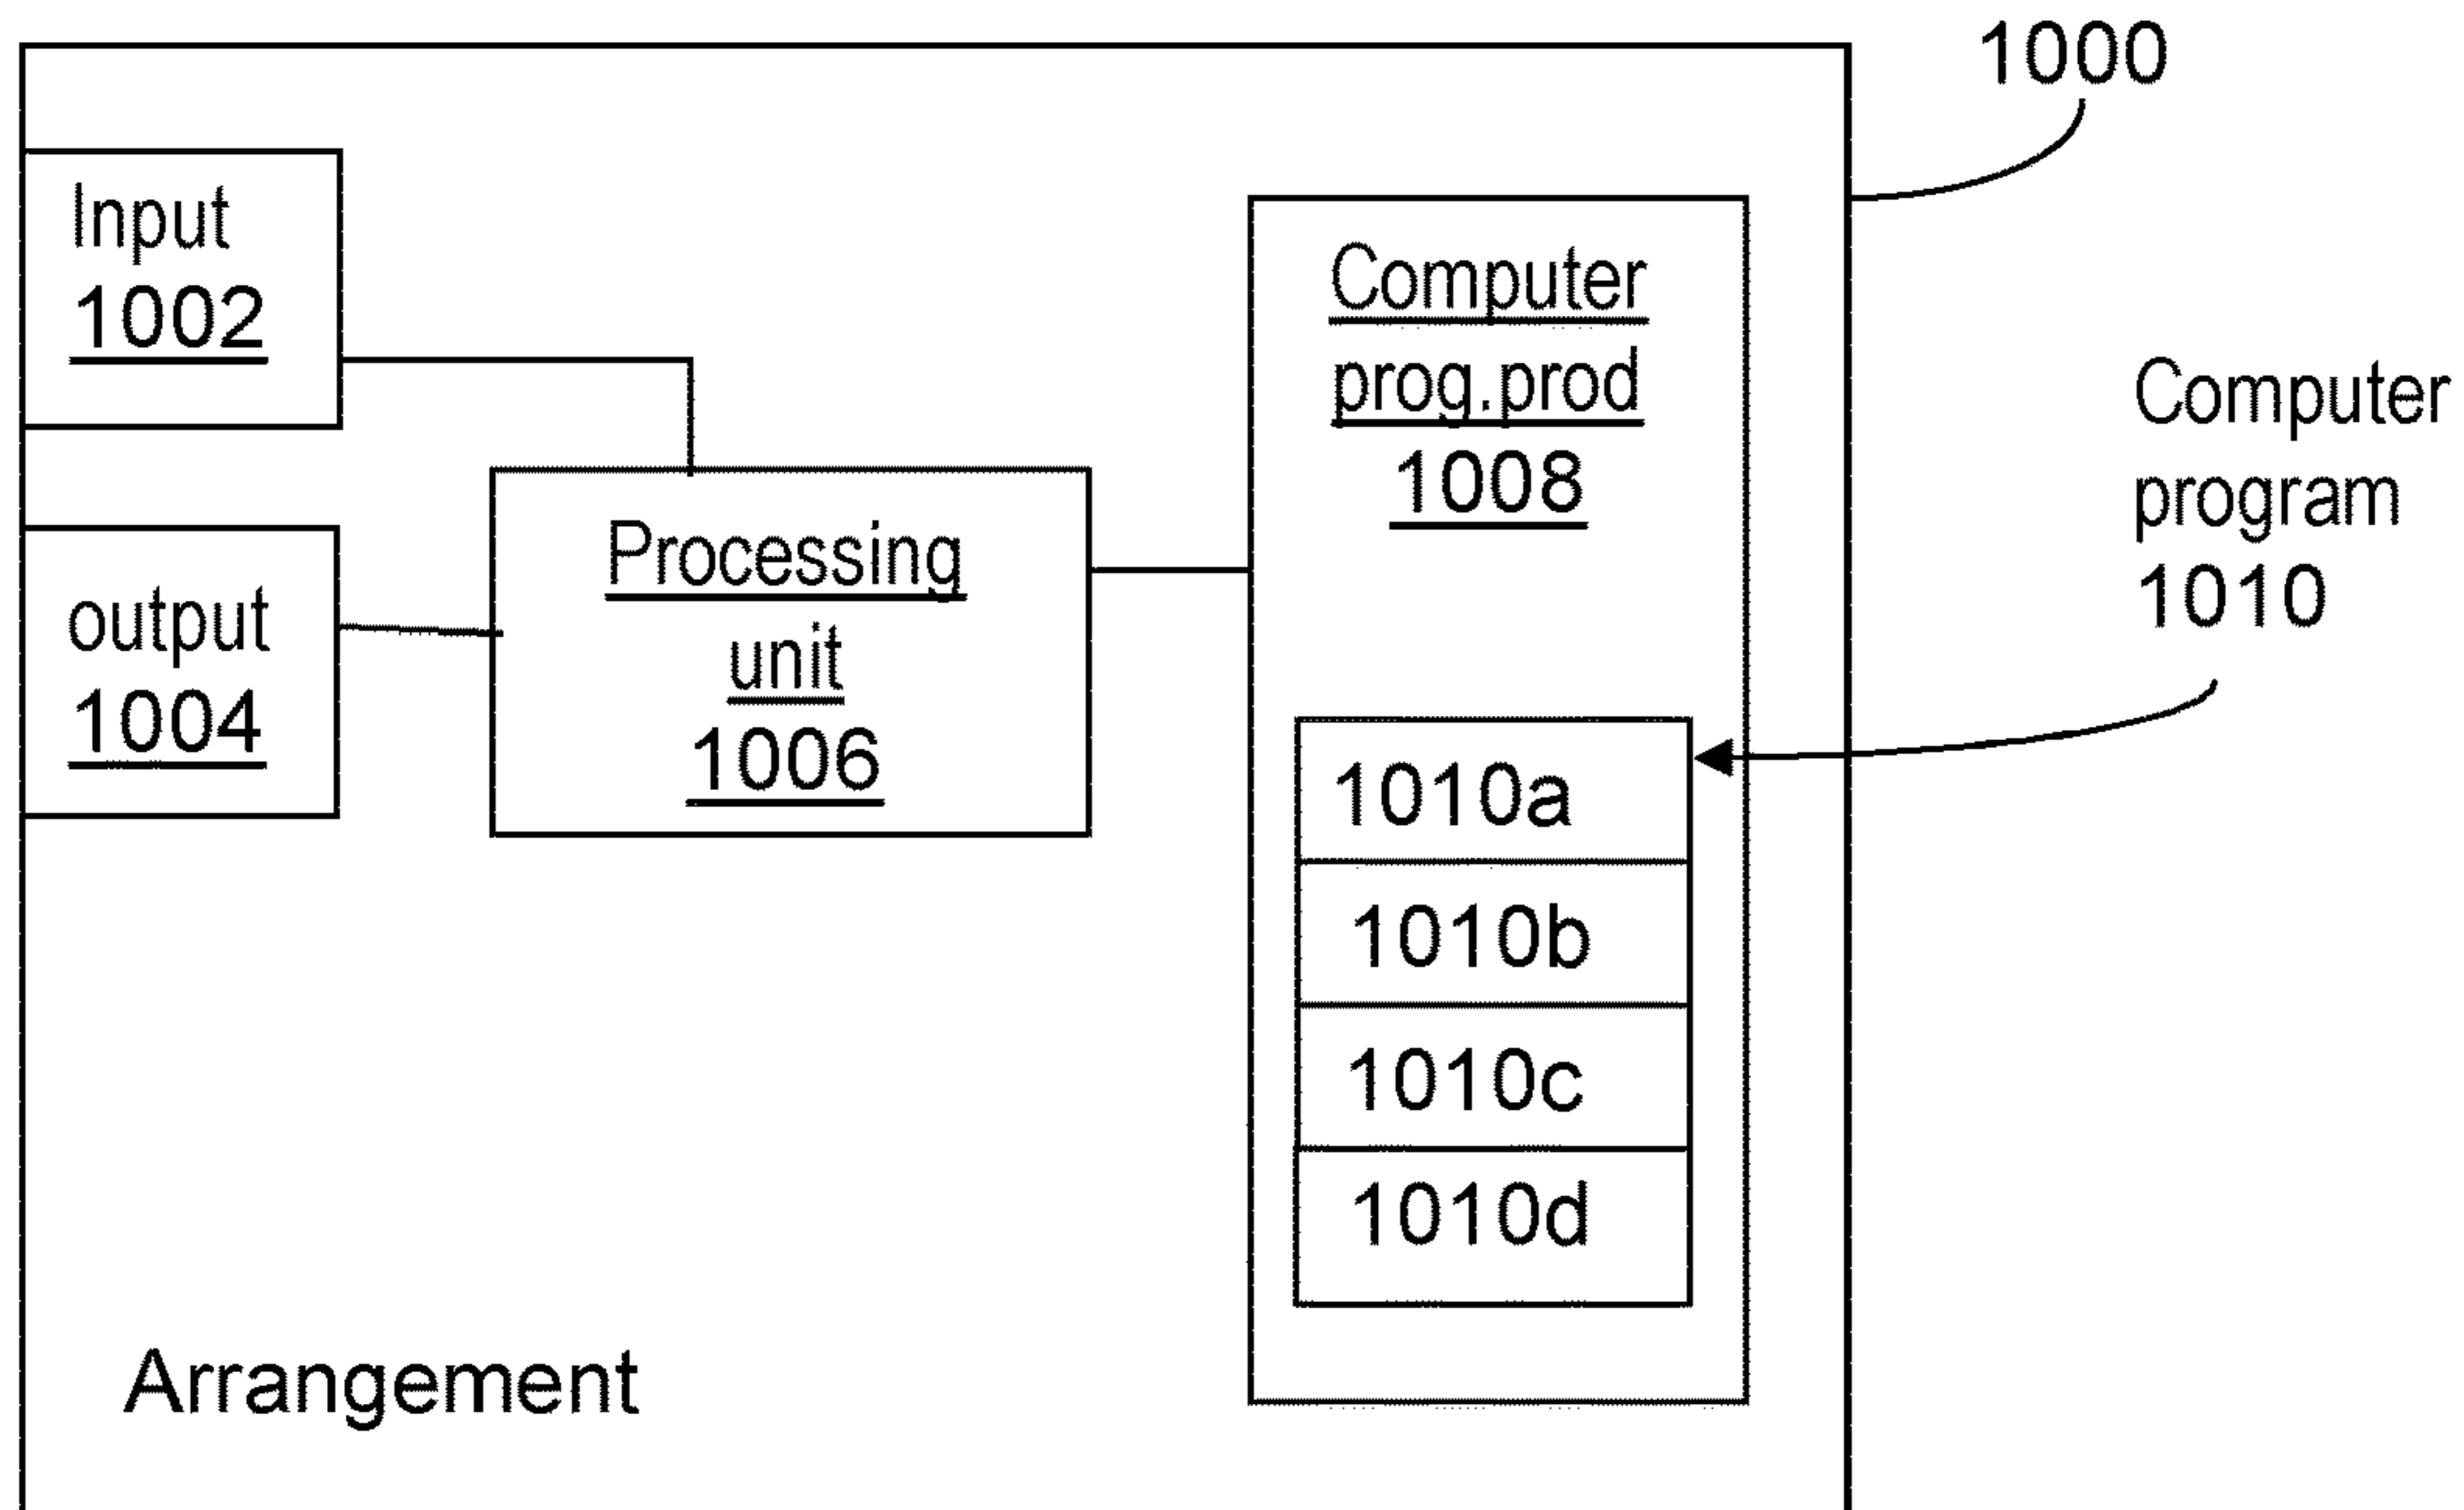 1000
Input
1002
Computer
prog.prod
1008
Computer
program
1010
output
1004
Processing
unit
1006
1010a
1010b
1010c
1010d
Arrangement